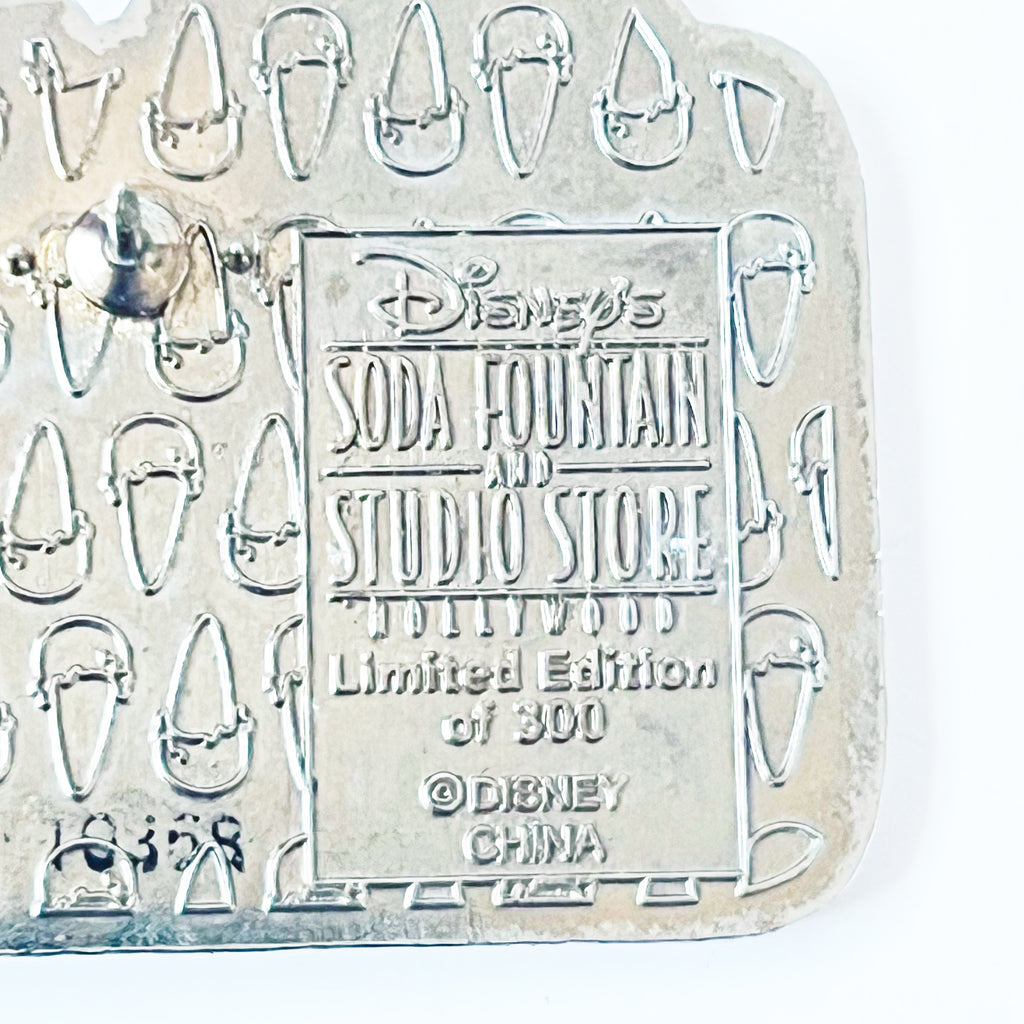 Disney's
SODA FOUNTAIN
AND
STUDIO STORE
HOLLYWOOD
Limited Edition
of 300
©DISNEY
CHINA